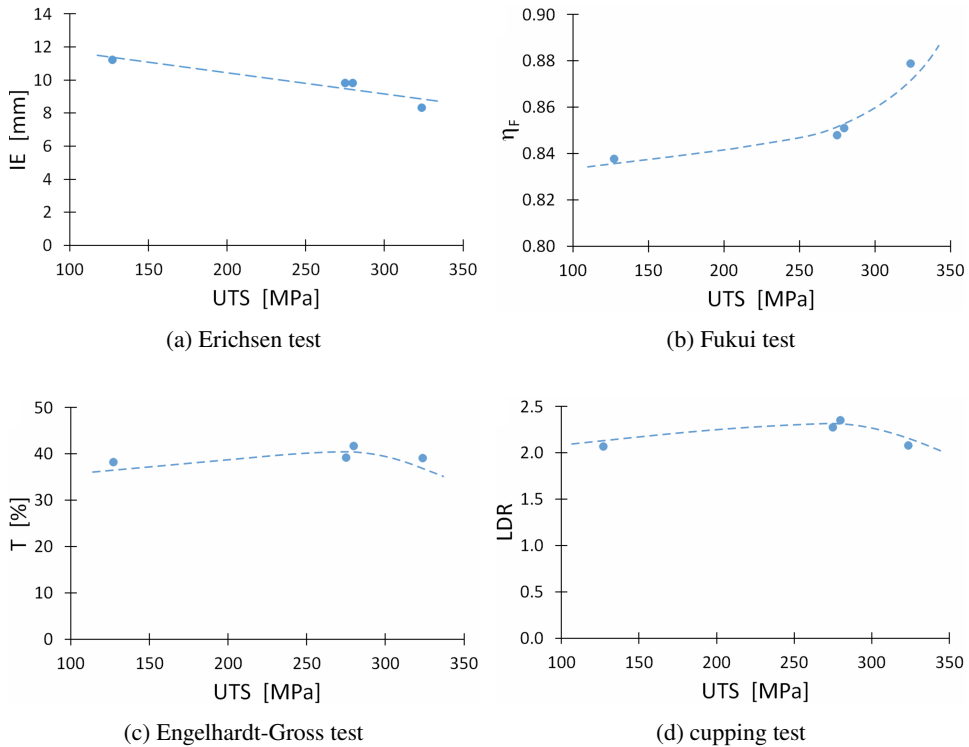 14
12
10
8
6
4
2
0
IE [mm]
100 150 200 250 300 350
UTS [MPa]
(a) Erichsen test
0.90
0.88
0.86
0.84
0.82
0.80
ηF
100 150 200 250 300 350
UTS [MPa]
(b) Fukui test
50
40
30
20
10
0
T [%]
100 150 200 250 300 350
UTS [MPa]
(c) Engelhardt-Gross test
2.5
2.0
1.5
1.0
0.5
0.0
LDR
100 150 200 250 300 350
UTS [MPa]
(d) cupping test